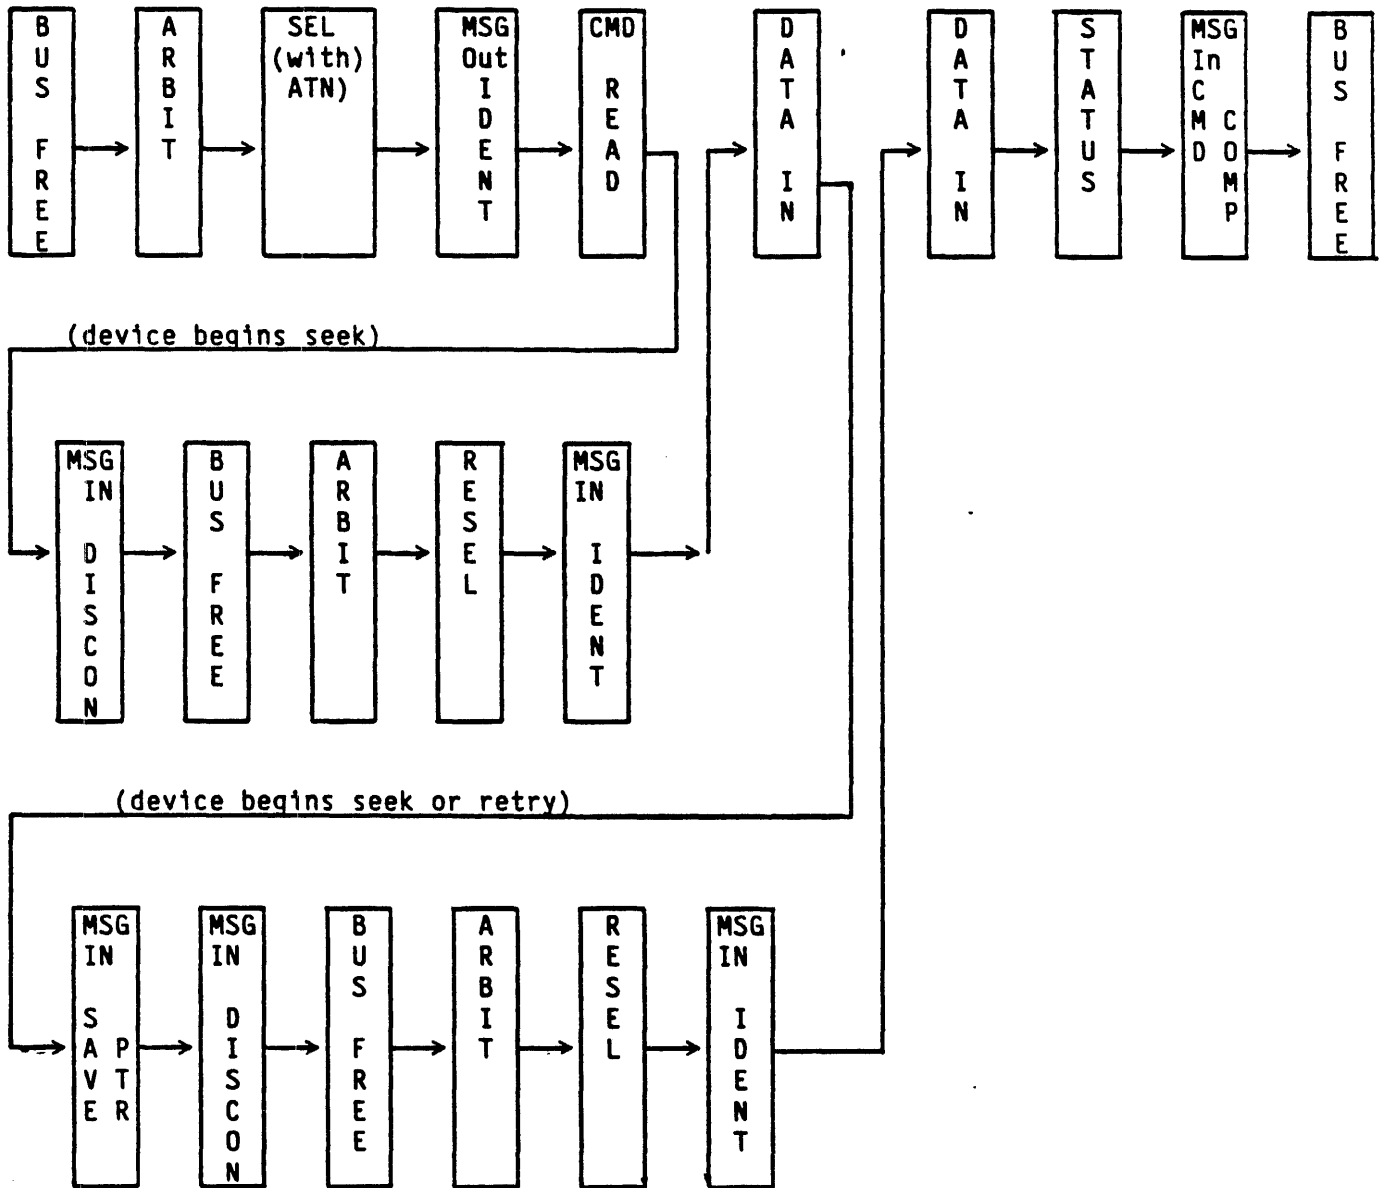 BUS FREE
ARBIT
SEL
(with)
ATN)
MSG
Out
IDENT
CMD
READ
DATA IN
DATA IN
STATUS
MSG
In
CMD COMP
BUS FREE
(device begins seek)
MSG
IN
DISCON
BUS FREE
ARBIT
RESEL
MSG
IN
IDENT
(device begins seek or retry)
MSG
IN
SAVE PTR
MSG
IN
DISCON
BUS FREE
ARBIT
RESEL
MSG
IN
IDENT